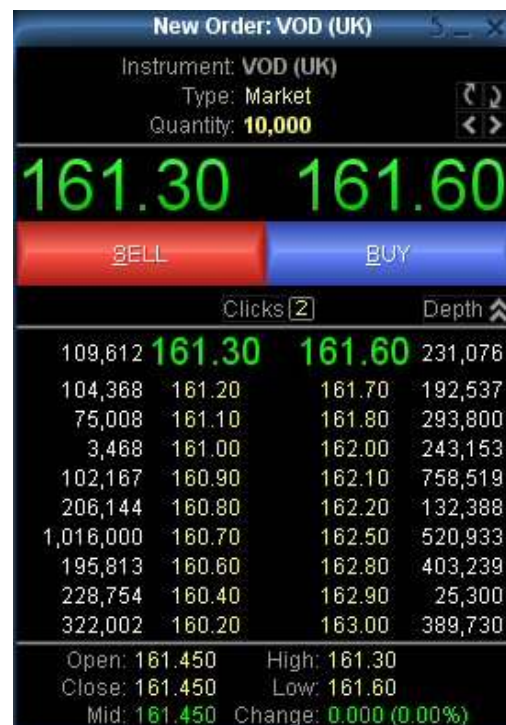 New Order: VOD (UK)
Instrument: VOD (UK)
Type: Market
Quantity: 10,000
161.30 161.60
SELL BUY
Clicks 2 Depth
109,612 161.30 161.60 231,076
104,368 161.20 161.70 192,537
75,008 161.10 161.80 293,800
3,468 161.00 162.00 243,153
102,167 160.90 162.10 758,519
206,144 160.80 162.20 132,388
1,016,000 160.70 162.50 520,933
195,813 160.60 162.80 403,239
228,754 160.40 162.90 25,300
322,002 160.20 163.00 389,730
Open: 161.450 High: 161.30
Close: 161.450 Low: 161.60
Mid: 161.450 Change: 0.000 (0.00%)